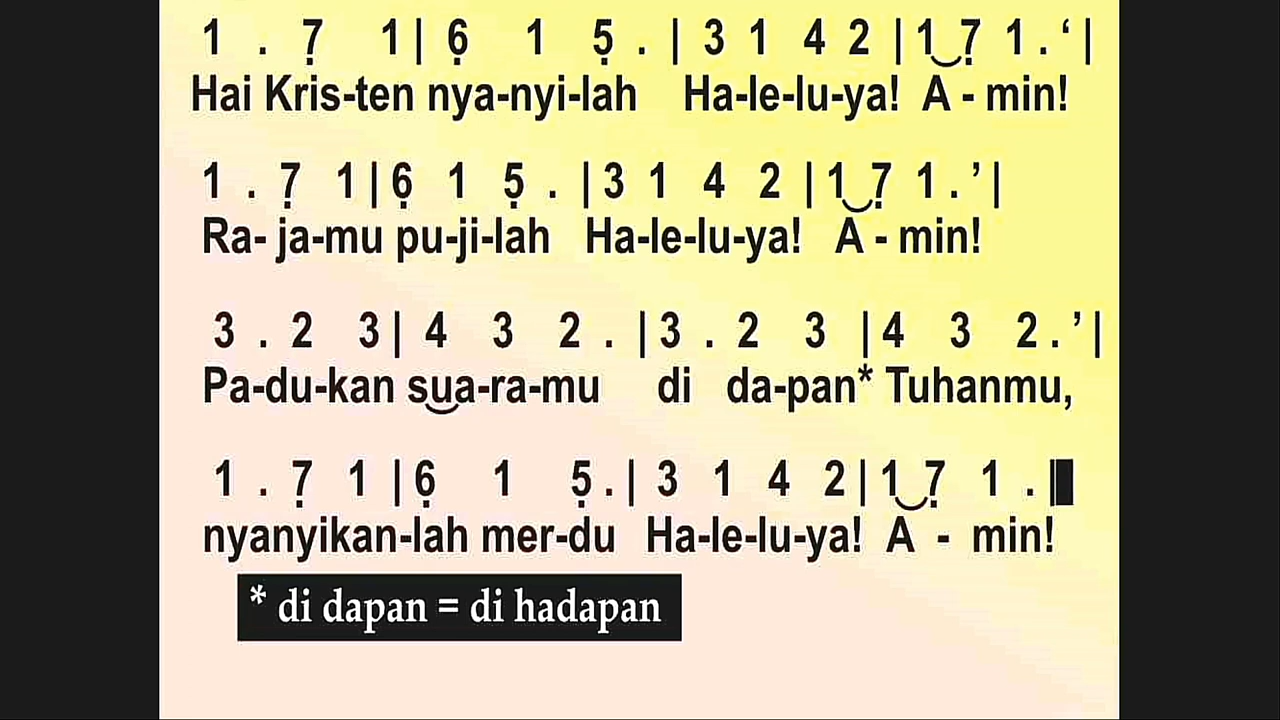 1 . 7̣ 1 | 6̣ 1 5̣ . | 3 1 4 2 | 1 7̣ 1 . ‘ |
Hai Kris-ten nya-nyi-lah Ha-le-lu-ya! A - min!
1 . 7̣ 1 | 6̣ 1 5̣ . | 3 1 4 2 | 1 7̣ 1 . ’ |
Ra- ja-mu pu-ji-lah Ha-le-lu-ya! A - min!
3 . 2 3 | 4 3 2 . | 3 . 2 3 | 4 3 2 . ’ |
Pa-du-kan sua-ra-mu di da-pan* Tuhanmu,
1 . 7̣ 1 | 6̣ 1 5̣ . | 3 1 4 2 | 1 7̣ 1 . ‖
nyanyikan-lah mer-du Ha-le-lu-ya! A - min!
* di dapan = di hadapan